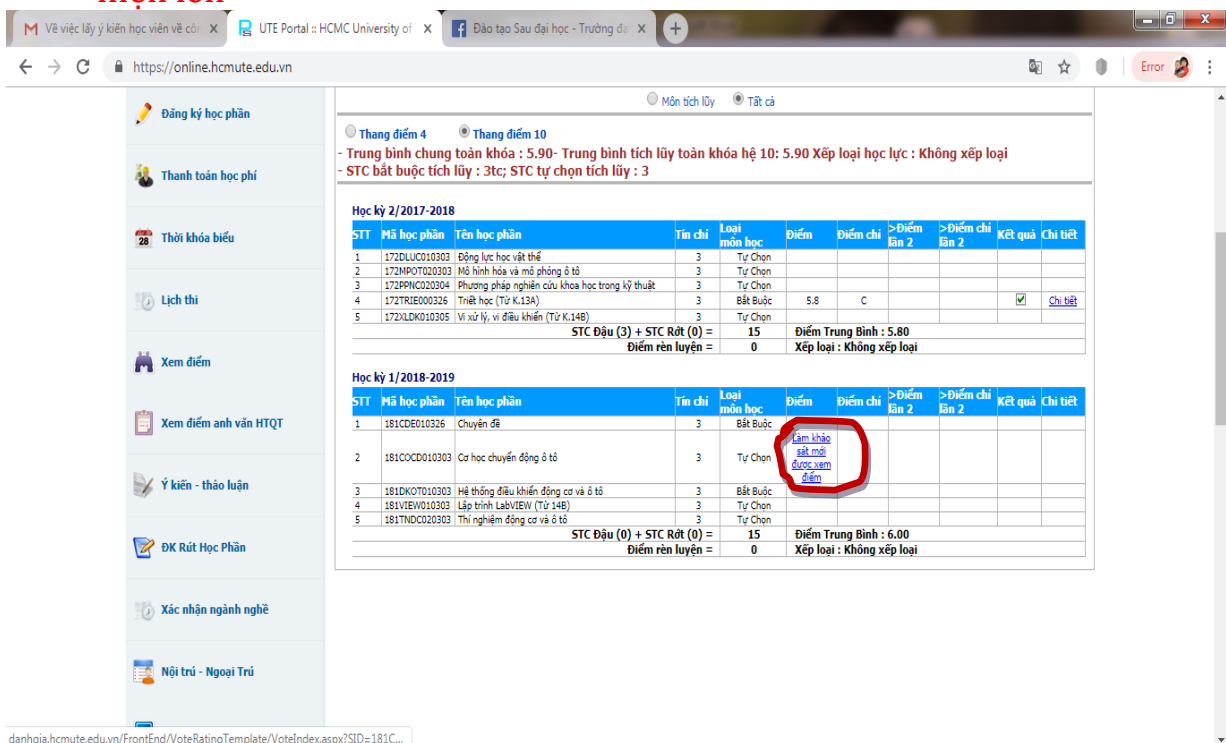 Về việc lấy ý kiến học viên về côn
UTE Portal :: HCMC University of
Đào tạo Sau đại học - Trường đạ
https://online.hcmute.edu.vn
Error
Đăng ký học phần
Thanh toán học phí
Thời khóa biểu
28
Lịch thi
Xem điểm
Xem điểm anh văn HTQT
Ý kiến - thảo luận
ĐK Rút Học Phần
Xác nhận ngành nghề
Nội trú - Ngoại Trú
Môn tích lũy Tất cả
Thang điểm 4 Thang điểm 10
- Trung bình chung toàn khóa : 5.90- Trung bình tích lũy toàn khóa hệ 10: 5.90 Xếp loại học lực : Không xếp loại
- STC bắt buộc tích lũy : 3tc; STC tự chọn tích lũy : 3
Học kỳ 2/2017-2018
STT Mã học phần Tên học phần Tín chỉ Loại môn học Điểm Điểm chỉ >Điểm lần 2 >Điểm chỉ lần 2 Kết quả Chi tiết
1 172DLUC010303 Động lực học vật thể 3 Tự Chọn
2 172MPOT020303 Mô hình hóa và mô phỏng ô tô 3 Tự Chọn
3 172PPNC020304 Phương pháp nghiên cứu khoa học trong kỹ thuật 3 Tự Chọn
4 172TRIE000326 Triết học (Từ K.13A) 3 Bắt Buộc 5.8 C Chi tiết
5 172XLDK010305 Vi xử lý, vi điều khiển (Từ K.14B) 3 Tự Chọn
STC Đậu (3) + STC Rớt (0) = 15 Điểm Trung Bình : 5.80
Điểm rèn luyện = 0 Xếp loại : Không xếp loại
Học kỳ 1/2018-2019
STT Mã học phần Tên học phần Tín chỉ Loại môn học Điểm Điểm chỉ >Điểm lần 2 >Điểm chỉ lần 2 Kết quả Chi tiết
1 181CDE010326 Chuyên đề 3 Bắt Buộc
2 181COCD010303 Cơ học chuyển động ô tô 3 Tự Chọn Làm khảo sát mới được xem điểm
3 181DKOT010303 Hệ thống điều khiển động cơ và ô tô 3 Bắt Buộc
4 181VIEW010303 Lập trình LabVIEW (Từ 14B) 3 Tự Chọn
5 181TNDC020303 Thí nghiệm động cơ và ô tô 3 Tự Chọn
STC Đậu (0) + STC Rớt (0) = 15 Điểm Trung Bình : 6.00
Điểm rèn luyện = 0 Xếp loại : Không xếp loại
danhgia.hcmute.edu.vn/FrontEnd/VoteRatingTemplate/VoteIndex.aspx?SID=181C...